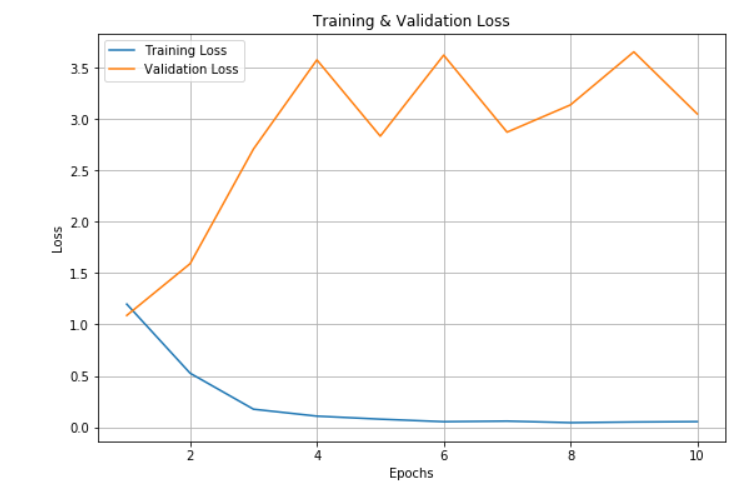 Training & Validation Loss
Training Loss
Validation Loss
3.5
3.0
2.5
2.0
1.5
1.0
0.5
0.0
Loss
2 4 6 8 10
Epochs